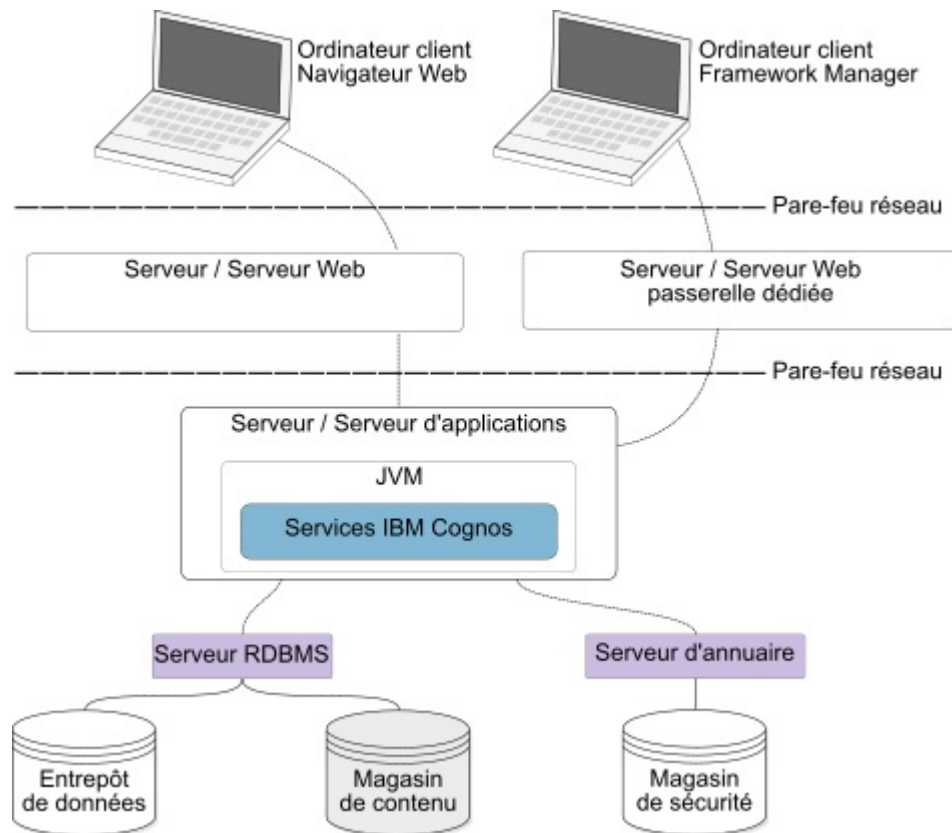 Ordinateur client
Navigateur Web
Ordinateur client
Framework Manager
Pare-feu réseau
Serveur / Serveur Web
Serveur / Serveur Web
passerelle dédiée
Pare-feu réseau
Serveur / Serveur d'applications
JVM
Services IBM Cognos
Serveur RDBMS
Serveur d'annuaire
Entrepôt
de données
Magasin
de contenu
Magasin
de sécurité